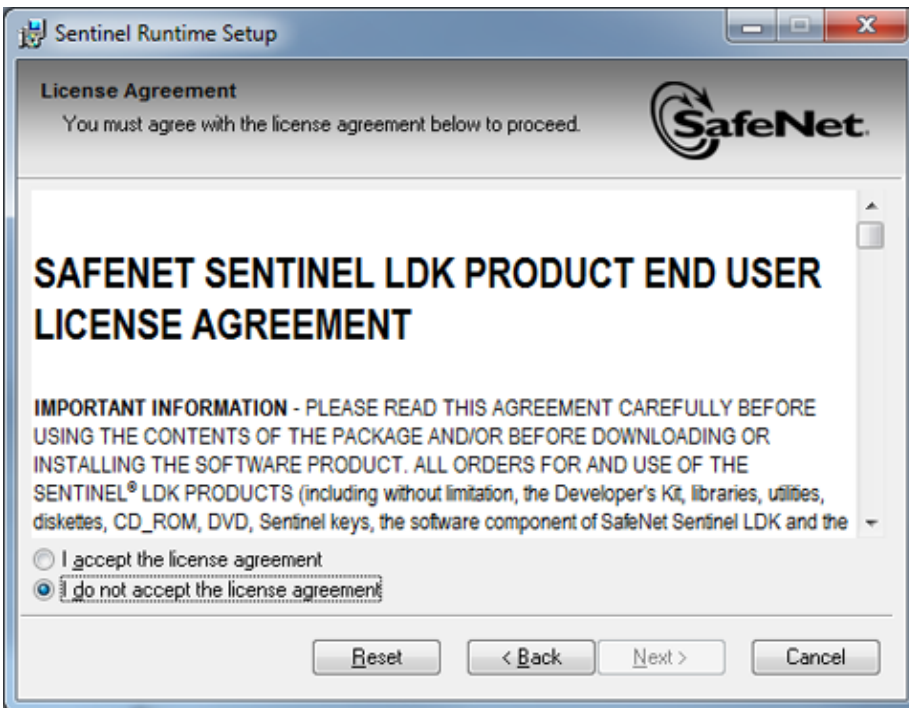 Sentinel Runtime Setup
License Agreement
You must agree with the license agreement below to proceed.
SafeNet.
SAFENET SENTINEL LDK PRODUCT END USER
LICENSE AGREEMENT
IMPORTANT INFORMATION - PLEASE READ THIS AGREEMENT CAREFULLY BEFORE
USING THE CONTENTS OF THE PACKAGE AND/OR BEFORE DOWNLOADING OR
INSTALLING THE SOFTWARE PRODUCT. ALL ORDERS FOR AND USE OF THE
SENTINEL® LDK PRODUCTS (including without limitation, the Developer's Kit, libraries, utilities,
diskettes, CD_ROM, DVD, Sentinel keys, the software component of SafeNet Sentinel LDK and the
I accept the license agreement
I do not accept the license agreement
Reset
< Back
Next >
Cancel